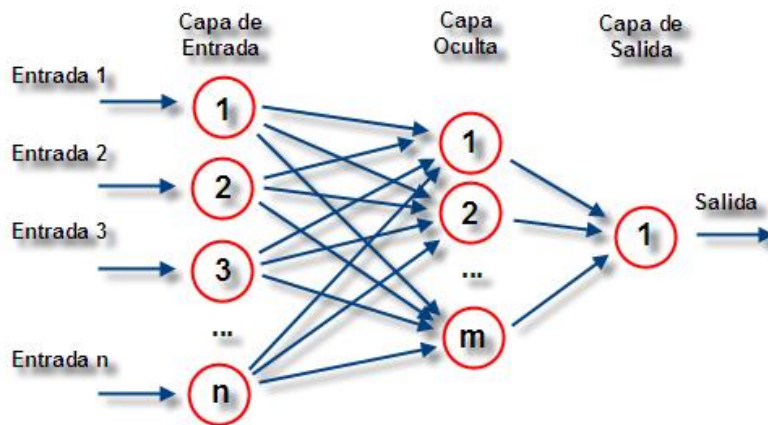 Capa de
Entrada
Capa
Oculta
Capa de
Salida
Entrada 1
1
Entrada 2
2
Entrada 3
3
...
Entrada n
n
1
2
...
m
1
Salida